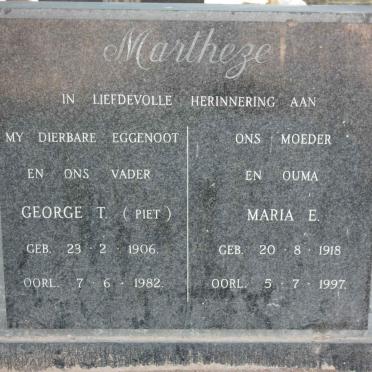 Martheze
IN LIEFDEVOLLE HERINNERING AAN
MY DIERBARE EGGENOOT
EN ONS VADER
GEORGE T. (PIET)
GEB. 23·2·1906.
OORL. 7·6·1982.
ONS MOEDER
EN OUMA
MARIA E.
GEB. 20·8·1918
OORL. 5·7·1997.